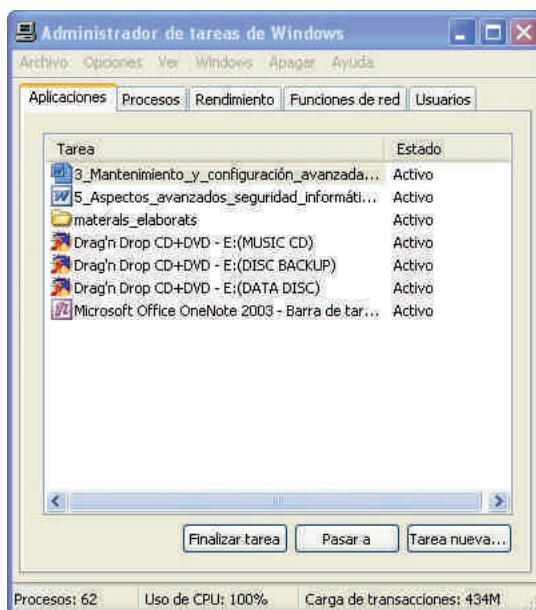 Administrador de tareas de Windows
Archivo Opciones Ver Windows Apagar Ayuda
Aplicaciones Procesos Rendimiento Funciones de red Usuarios
Tarea Estado
3_Mantenimiento_y_configuración_avanzada... Activo
5_Aspectos_avanzados_seguridad_informáti... Activo
materals_elaborats Activo
Drag'n Drop CD+DVD - E:(MUSIC CD) Activo
Drag'n Drop CD+DVD - E:(DISC BACKUP) Activo
Drag'n Drop CD+DVD - E:(DATA DISC) Activo
Microsoft Office OneNote 2003 - Barra de tar... Activo
Finalizar tarea Pasar a Tarea nueva...
Procesos: 62 Uso de CPU: 100% Carga de transacciones: 434M